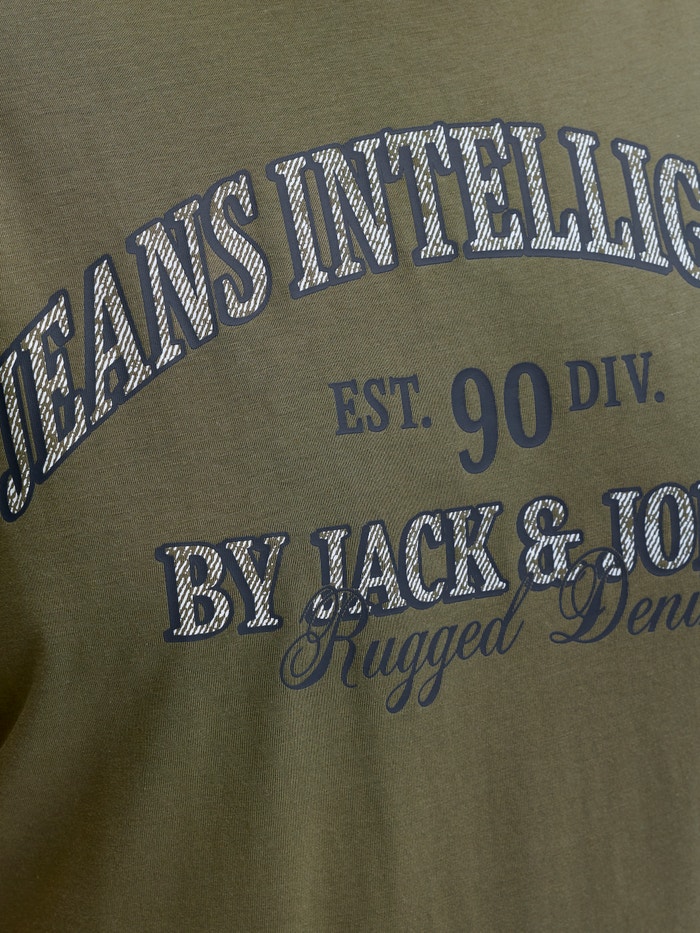 JEANS INTELLIG
EST. 90 DIV.
BY JACK & JO
Rugged Deni